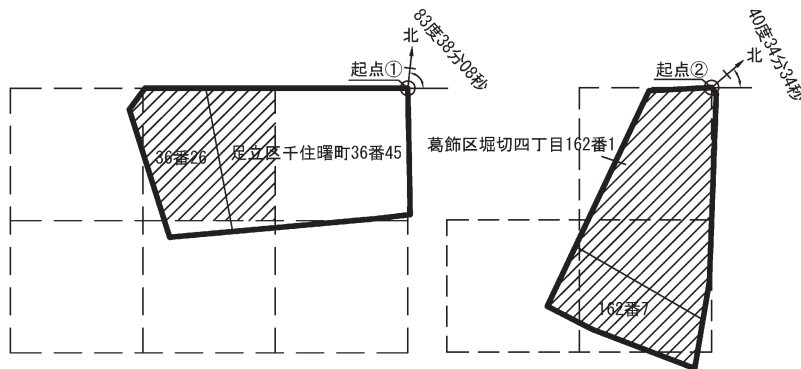 北
83度38分08秒
起点①
36番26
足立区千住曙町36番45
北
40度34分34秒
起点②
葛飾区堀切四丁目162番1
162番7